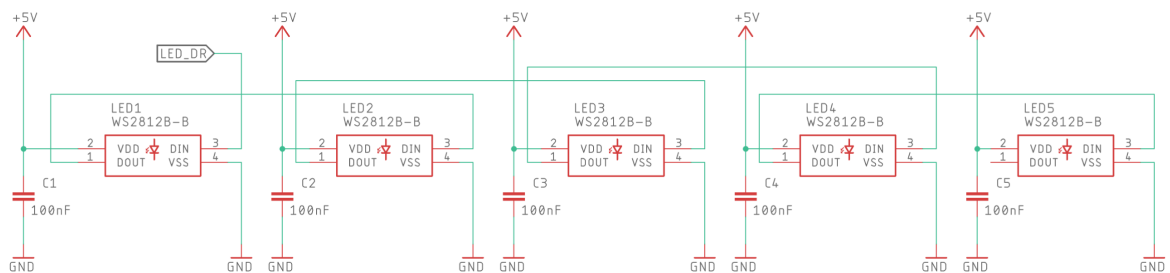 +5V +5V +5V +5V +5V
LED_DR
LED1 LED2 LED3 LED4 LED5
WS2812B-B WS2812B-B WS2812B-B WS2812B-B WS2812B-B
2 VDD DIN 3 2 VDD DIN 3 2 VDD DIN 3 2 VDD DIN 3 2 VDD DIN 3
1 DOUT VSS 4 1 DOUT VSS 4 1 DOUT VSS 4 1 DOUT VSS 4 1 DOUT VSS 4
C1 C2 C3 C4 C5
100nF 100nF 100nF 100nF 100nF
GND GND GND GND GND GND GND GND GND GND